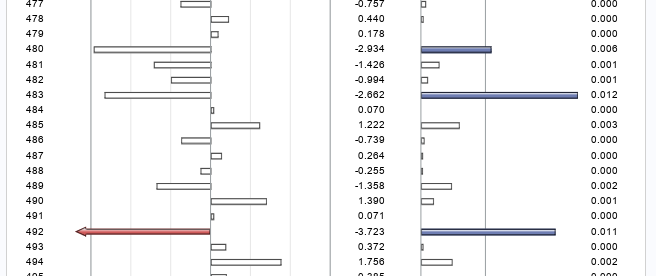 477 -0.757 0.000
478 0.440 0.000
479 0.178 0.000
480 -2.934 0.006
481 -1.426 0.001
482 -0.994 0.001
483 -2.662 0.012
484 0.070 0.000
485 1.222 0.003
486 -0.739 0.000
487 0.264 0.000
488 -0.255 0.000
489 -1.358 0.002
490 1.390 0.001
491 0.071 0.000
492 -3.723 0.011
493 0.372 0.000
494 1.756 0.002